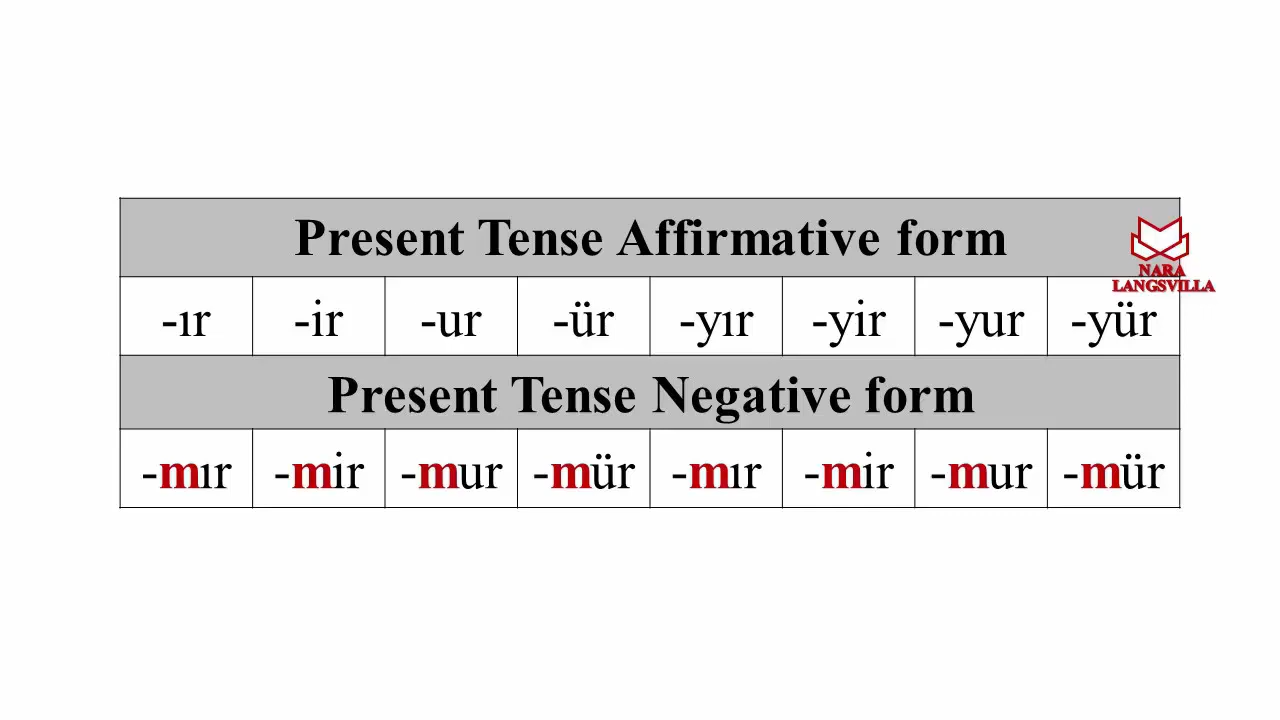 Present Tense Affirmative form
NARA
LANGSVILLA
-ır -ir -ur -ür -yır -yir -yur -yür
Present Tense Negative form
-mır -mir -mur -mür -mır -mir -mur -mür